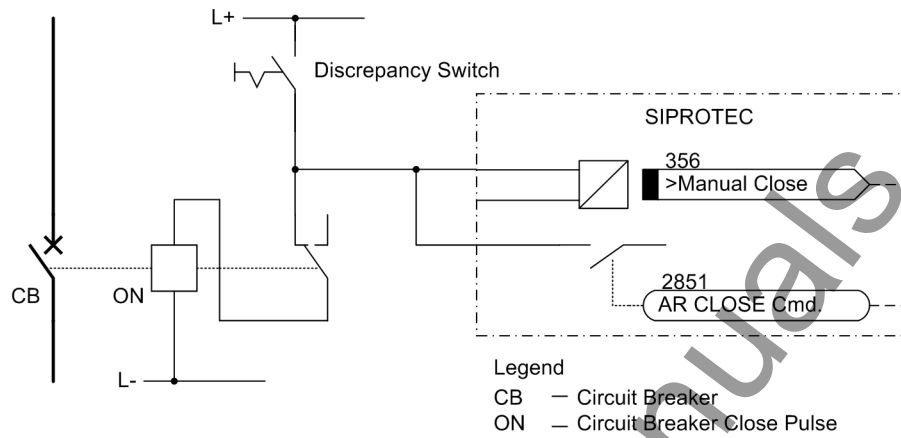 L+
Discrepancy Switch
SIPROTEC
356
>Manual Close
CB
ON
2851
AR CLOSE Cmd.
L-
Legend
CB – Circuit Breaker
ON – Circuit Breaker Close Pulse
nuals